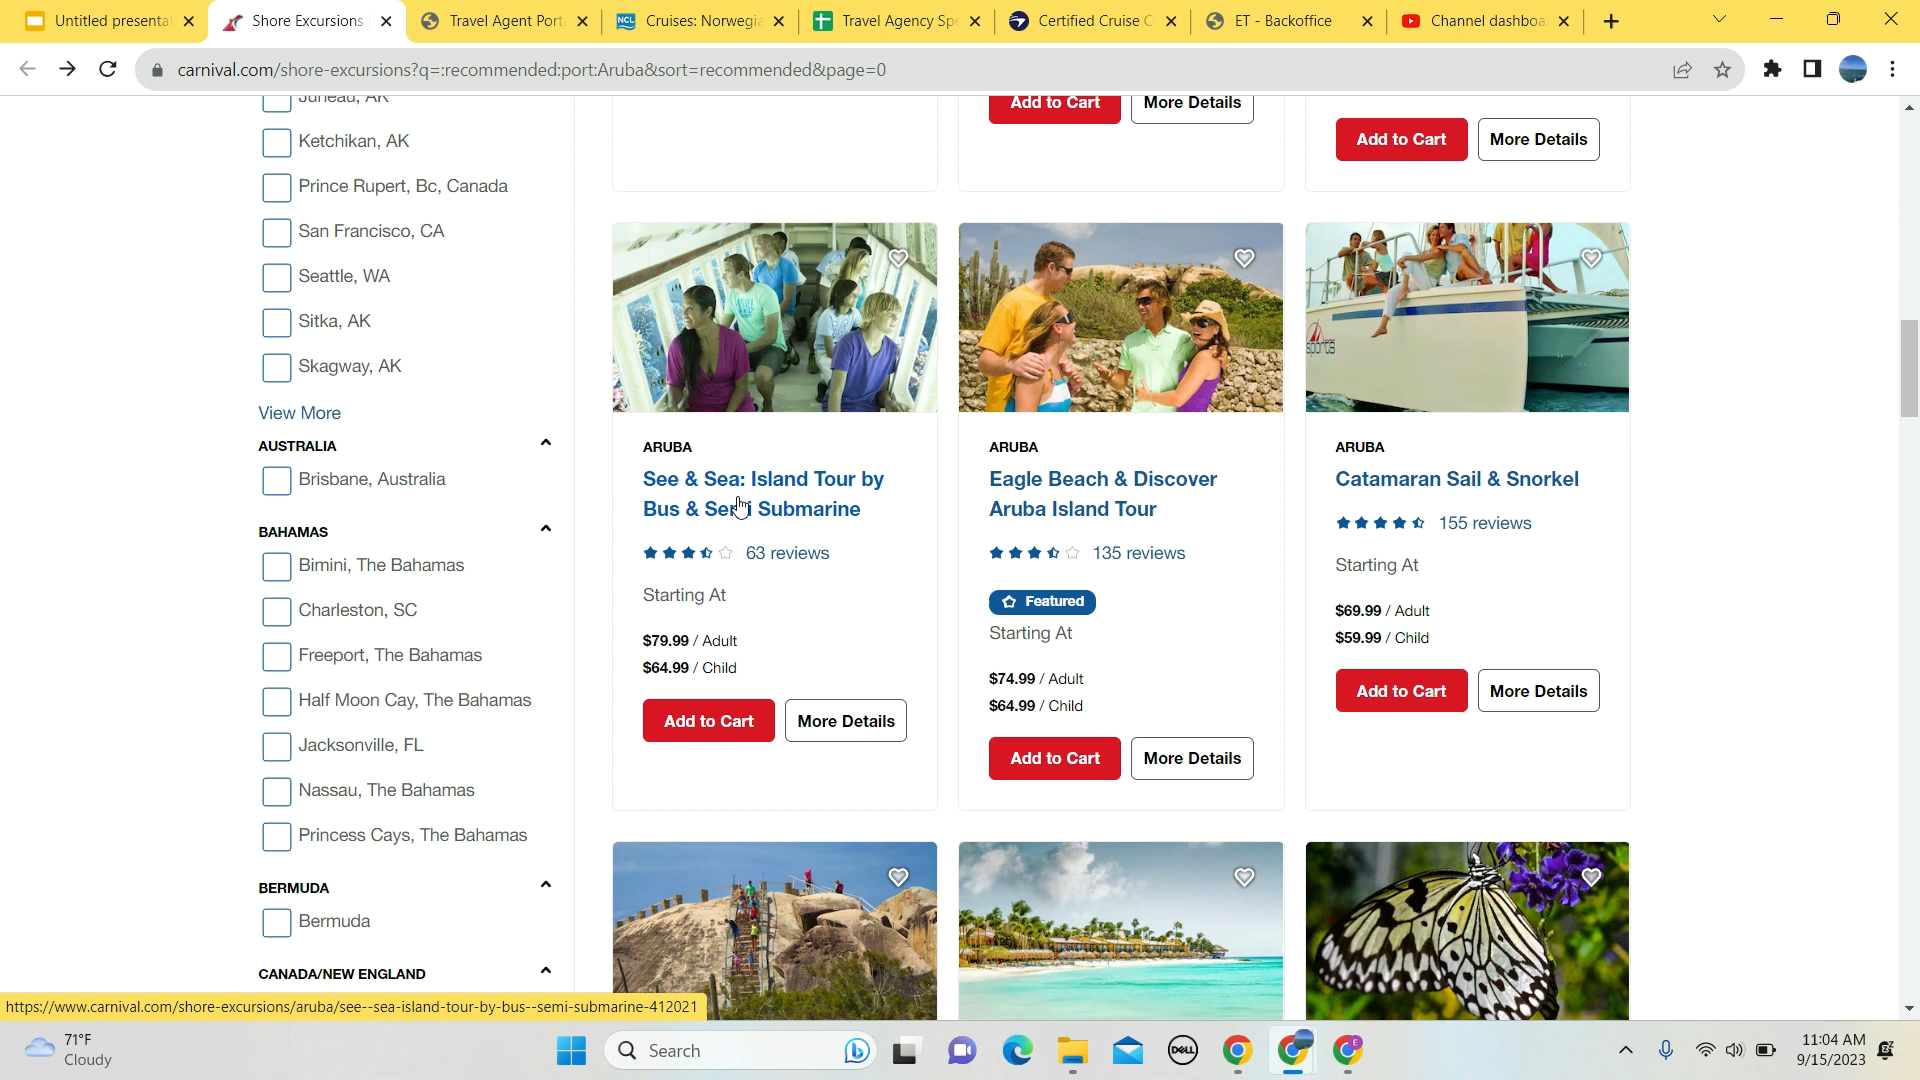 Untitled presenta
Shore Excursions
Travel Agent Port
NCL
Cruises: Norwegia
Travel Agency Spe
Certified Cruise C
ET - Backoffice
Channel dashboa
carnival.com/shore-excursions?q=:recommended:port:Aruba&sort=recommended&page=0
Juneau, AK
Ketchikan, AK
Prince Rupert, Bc, Canada
San Francisco, CA
Seattle, WA
Sitka, AK
Skagway, AK
View More
AUSTRALIA
Brisbane, Australia
BAHAMAS
Bimini, The Bahamas
Charleston, SC
Freeport, The Bahamas
Half Moon Cay, The Bahamas
Jacksonville, FL
Nassau, The Bahamas
Princess Cays, The Bahamas
BERMUDA
Bermuda
CANADA/NEW ENGLAND
Add to Cart
More Details
Add to Cart
More Details
ARUBA
See & Sea: Island Tour by
Bus & Semi Submarine
63 reviews
Starting At
$79.99 / Adult
$64.99 / Child
Add to Cart
More Details
ARUBA
Eagle Beach & Discover
Aruba Island Tour
135 reviews
Featured
Starting At
$74.99 / Adult
$64.99 / Child
Add to Cart
More Details
sports
ARUBA
Catamaran Sail & Snorkel
155 reviews
Starting At
$69.99 / Adult
$59.99 / Child
Add to Cart
More Details
https://www.carnival.com/shore-excursions/aruba/see--sea-island-tour-by-bus--semi-submarine-412021
71°F
Cloudy
Search
DELL
E
11:04 AM
9/15/2023